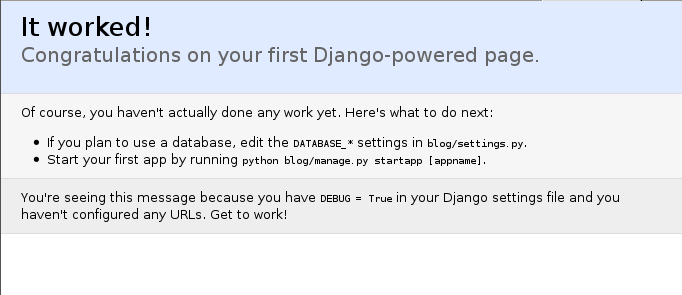 It worked!
Congratulations on your first Django-powered page.
Of course, you haven't actually done any work yet. Here's what to do next:
• If you plan to use a database, edit the DATABASE_* settings in blog/settings.py.
• Start your first app by running python blog/manage.py startapp [appname].
You're seeing this message because you have DEBUG = True in your Django settings file and you
haven't configured any URLs. Get to work!